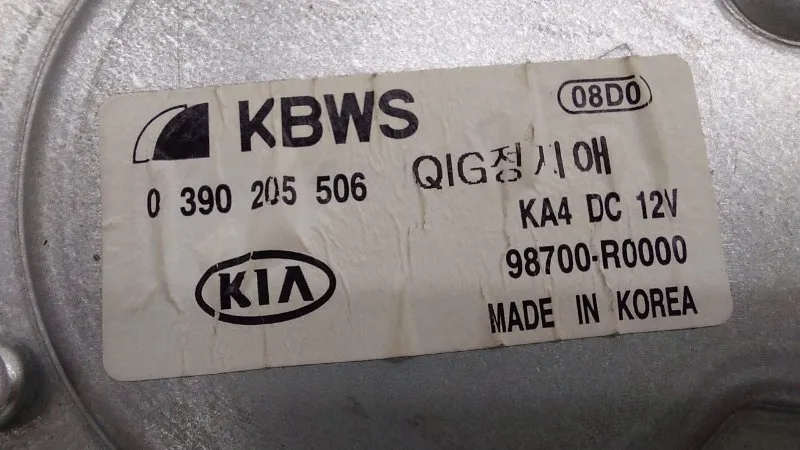 KBWS
08D0
0 390 205 506
QIG정지애
KA4 DC 12V
98700-R0000
KIA
MADE IN KOREA